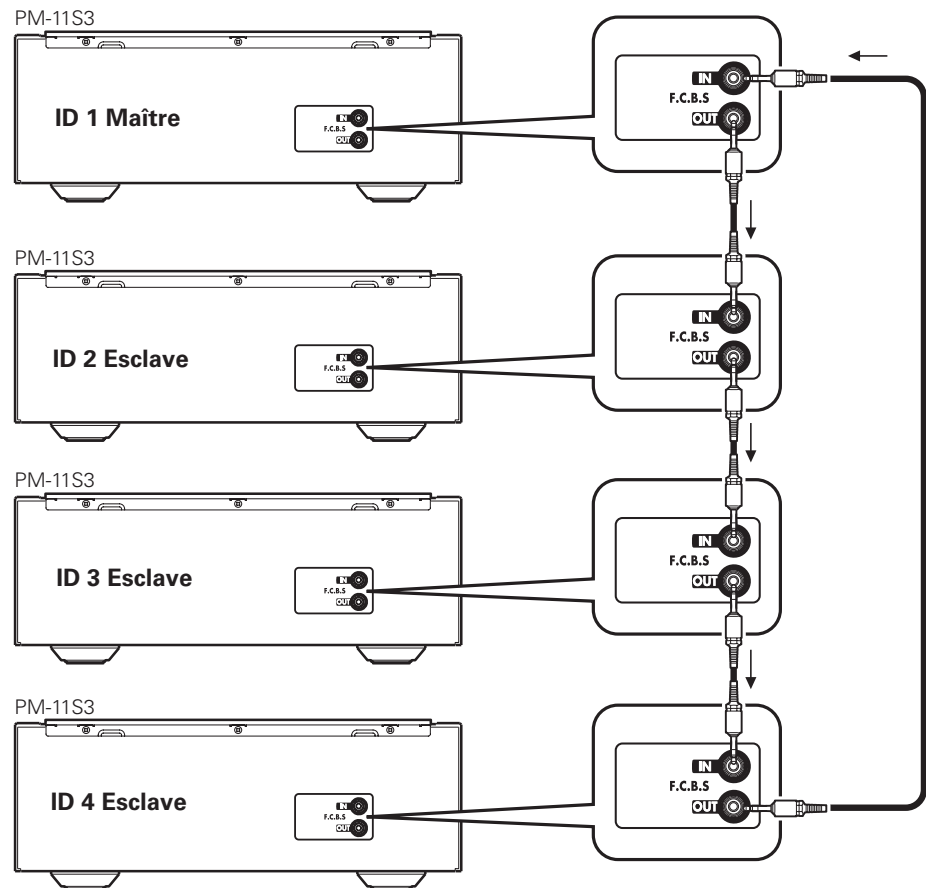 PM-11S3
ID 1 Maître
IN
F.C.B.S
OUT
IN
F.C.B.S
OUT
PM-11S3
ID 2 Esclave
IN
F.C.B.S
OUT
IN
F.C.B.S
OUT
PM-11S3
ID 3 Esclave
IN
F.C.B.S
OUT
IN
F.C.B.S
OUT
PM-11S3
ID 4 Esclave
IN
F.C.B.S
OUT
IN
F.C.B.S
OUT